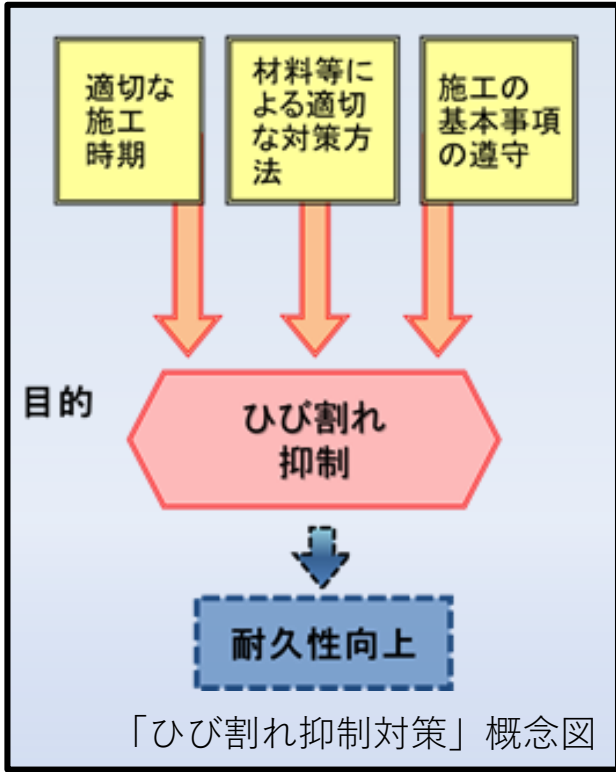 適切な
施工
時期
材料等に
よる適切
な対策方
法
施工の
基本事項
の遵守
目的
ひび割れ
抑制
耐久性向上
「ひび割れ抑制対策」概念図